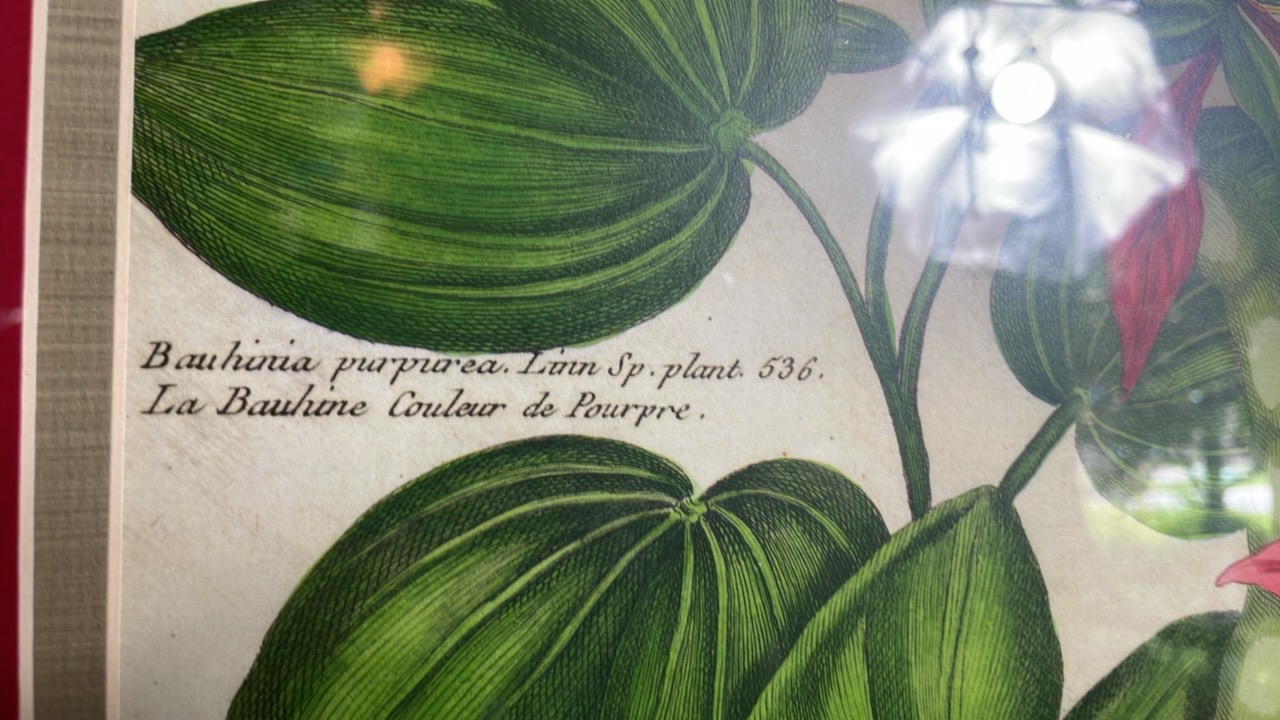 Bauhinia purpurea. Linn Sp. plant. 536.
La Bauhine Couleur de Pourpre.